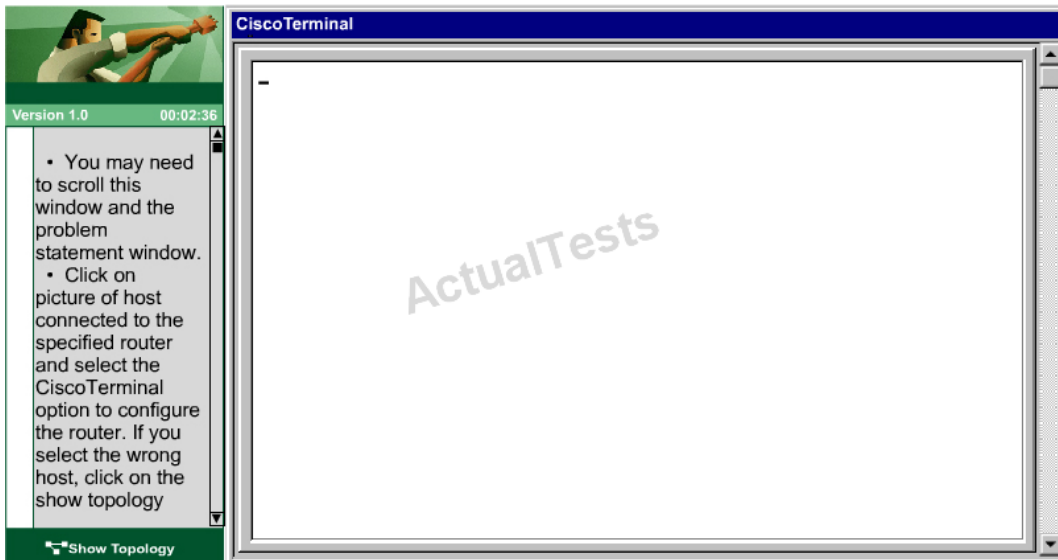 CiscoTerminal
Version 1.0 00:02:36
• You may need
to scroll this
window and the
problem
statement window.
• Click on
picture of host
connected to the
specified router
and select the
CiscoTerminal
option to configure
the router. If you
select the wrong
host, click on the
show topology
Show Topology
ActualTests